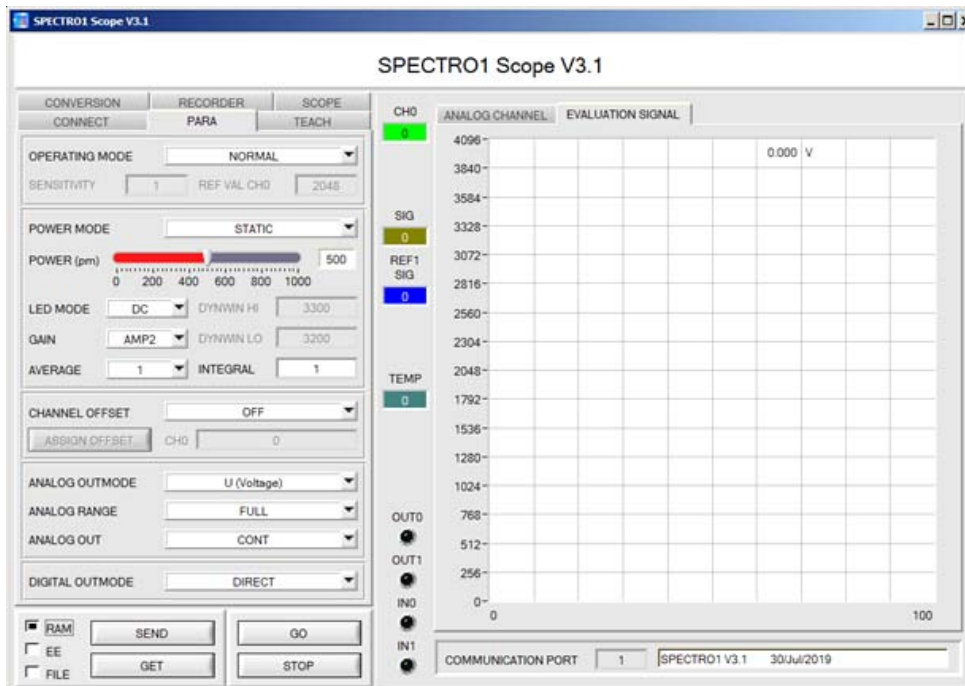 SPECTRO1 Scope V3.1
SPECTRO1 Scope V3.1
CONVERSION RECORDER SCOPE
CONNECT PARA TEACH
OPERATING MODE NORMAL
SENSITIVITY 1 REF VAL CH0 2048
POWER MODE STATIC
POWER (pm) 500
0 200 400 600 800 1000
LED MODE DC DYNWIN HI 3300
GAIN AMP2 DYNWIN LO 3200
AVERAGE 1 INTEGRAL 1
CHANNEL OFFSET OFF
ASSIGN OFFSET CH0 0
ANALOG OUTMODE U (Voltage)
ANALOG RANGE FULL
ANALOG OUT CONT
DIGITAL OUTMODE DIRECT
RAM
EE
FILE
SEND GO
GET STOP
CH0
0
SIG
0
REF1
SIG
0
TEMP
0
OUT0
OUT1
IN0
IN1
ANALOG CHANNEL EVALUATION SIGNAL
0.000 V
4096
3840
3584
3328
3072
2816
2560
2304
2048
1792
1536
1280
1024
768
512
256
0
0 100
COMMUNICATION PORT 1 SPECTRO1 V3.1 30/Jul/2019